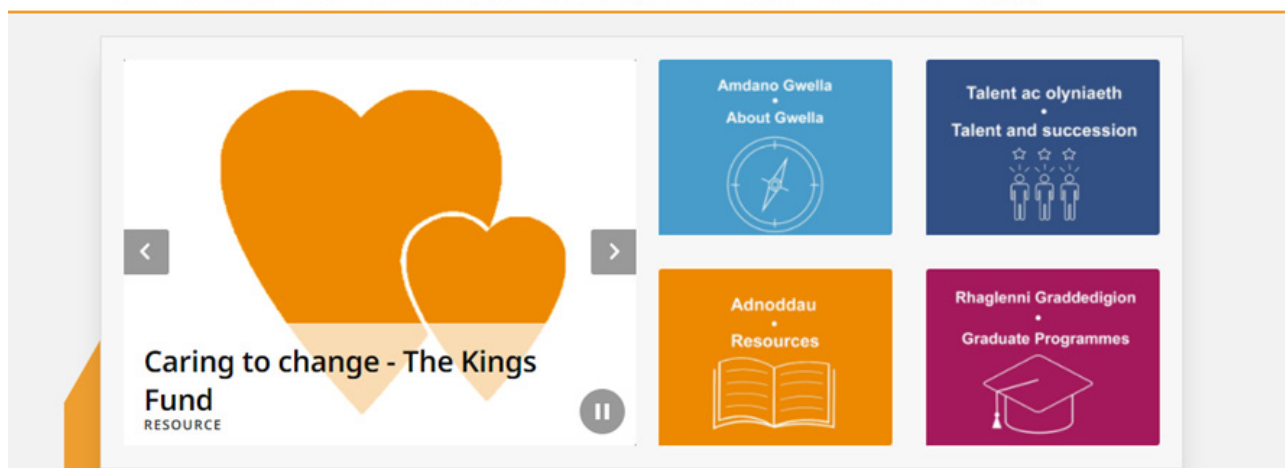 Caring to change - The Kings
Fund
RESOURCE
Amdano Gwella
•
About Gwella
Talent ac olyniaeth
•
Talent and succession
Adnoddau
•
Resources
Rhaglenni Graddedigion
•
Graduate Programmes